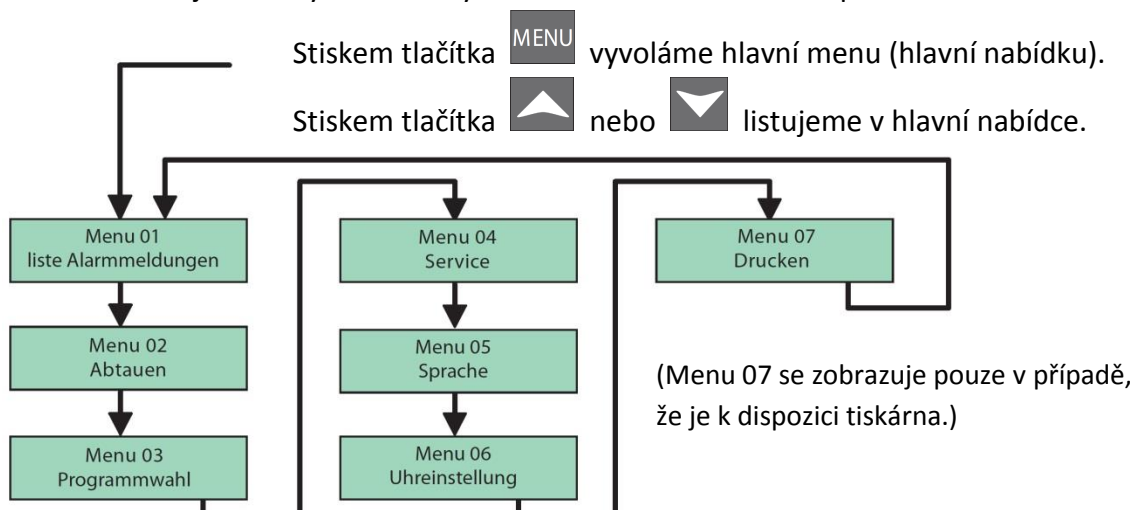 Stiskem tlačítka MENU vyvoláme hlavní menu (hlavní nabídku).
Stiskem tlačítka nebo listujeme v hlavní nabídce.
Menu 01
liste Alarmmeldungen
Menu 02
Abtauen
Menu 03
Programmwahl
Menu 04
Service
Menu 05
Sprache
Menu 06
Uhreinstellung
Menu 07
Drucken
(Menu 07 se zobrazuje pouze v případě,
že je k dispozici tiskárna.)